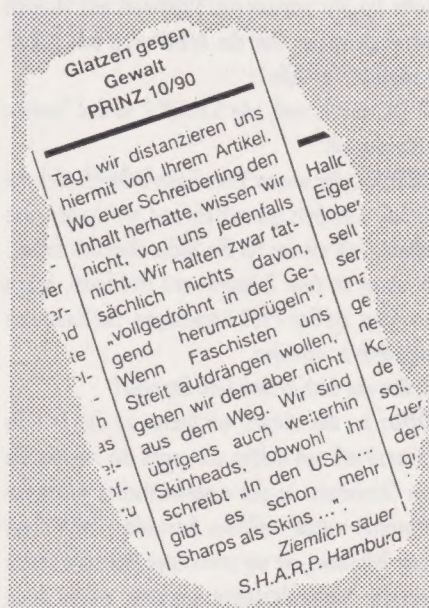 Glatzen gegen
Gewalt
PRINZ 10/90
Tag, wir distanzieren uns
hiermit von Ihrem Artikel.
Wo euer Schreiberling den
Inhalt herhatte, wissen wir
nicht, von uns jedenfalls
nicht. Wir halten zwar tat-
sächlich nichts davon,
„vollgedröhnt in der Ge-
gend herumzuprügeln".
Wenn Faschisten uns
Streit aufdrängen wollen,
gehen wir dem aber nicht
aus dem Weg. Wir sind
übrigens auch weiterhin
Skinheads, obwohl ihr
schreibt „In den USA ...
gibt es schon mehr
Sharps als Skins ...".
Ziemlich sauer
S.H.A.R.P. Hamburg